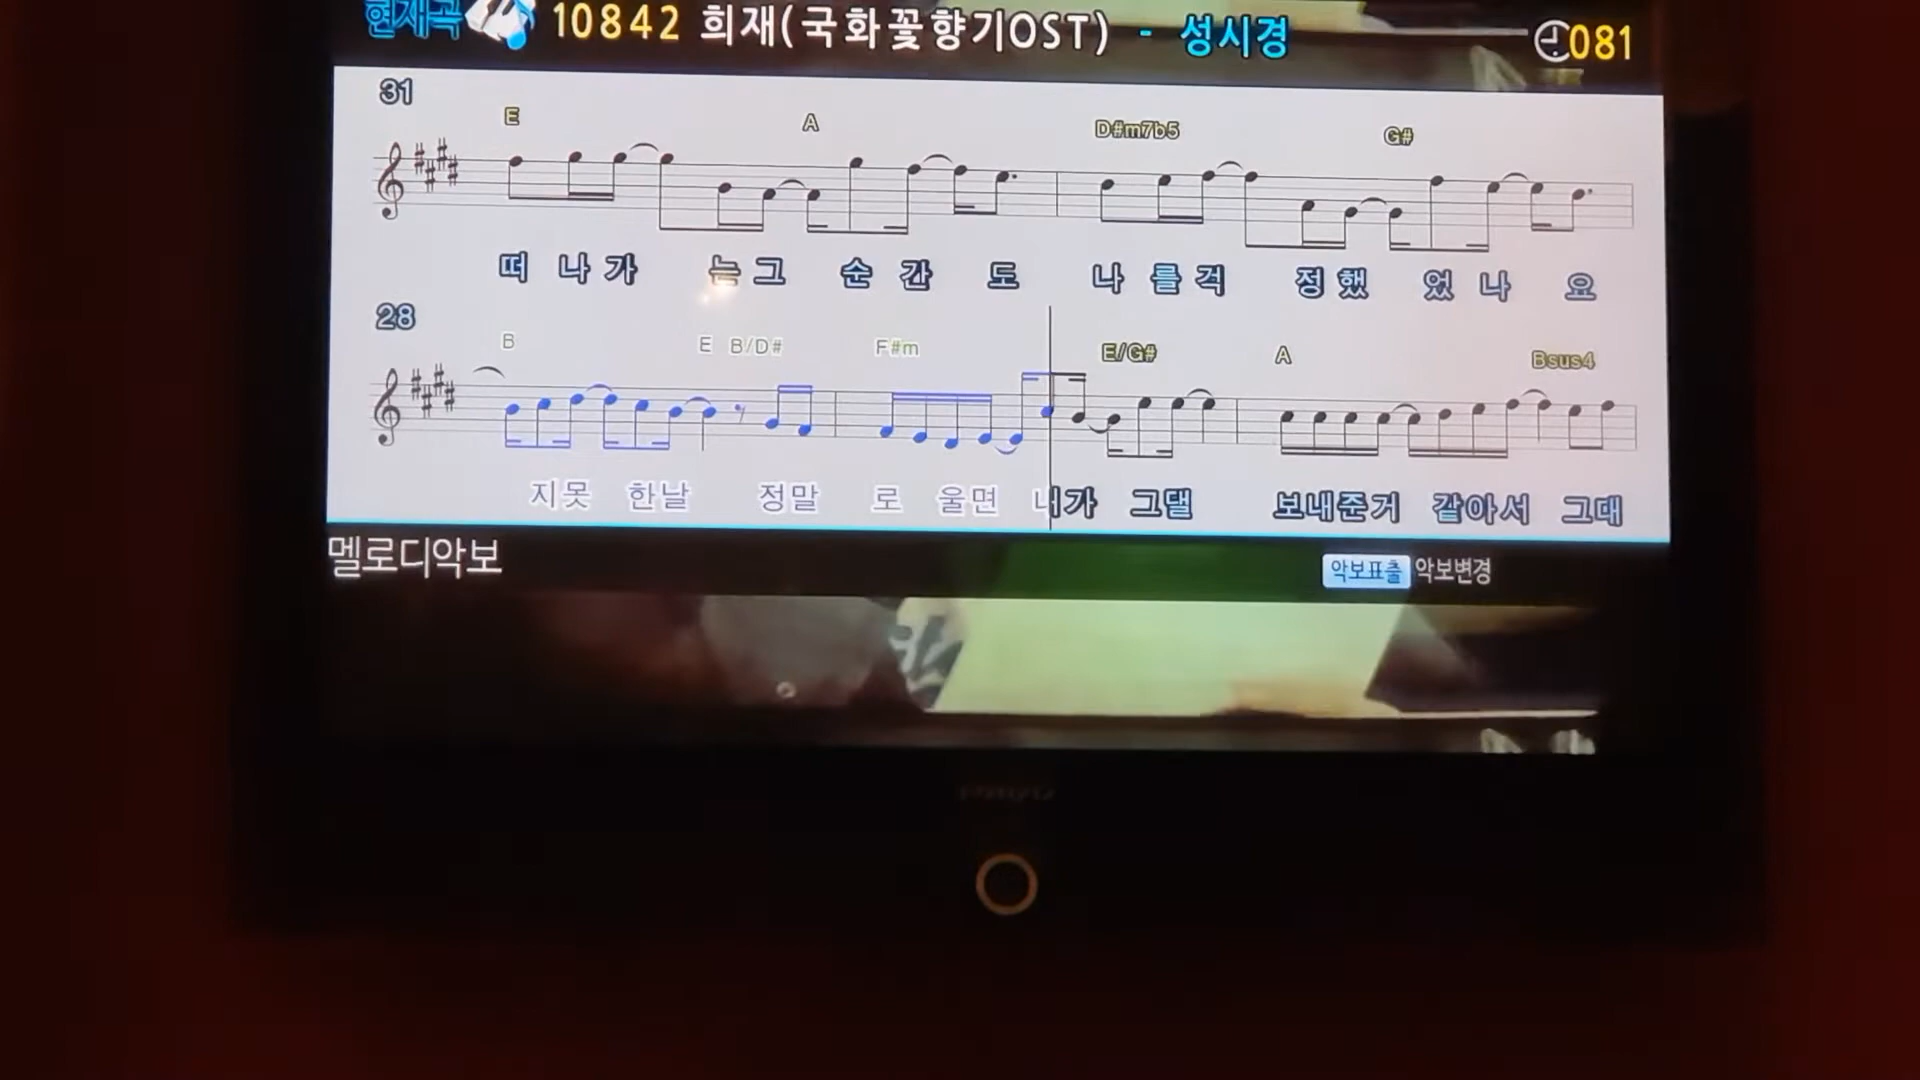 현재곡 10842 희재(국화꽃향기OST) - 성시경 081
31
E A D#m7b5 G#
떠 나 가 는 그 순 간 도 나 를 걱 정 했 었 나 요
28
B E B/D# F#m E/G# A Bsus4
지못 한날 정말 로 울면 내가 그댈 보내준거 같아서 그대
멜로디악보 악보표출 악보변경